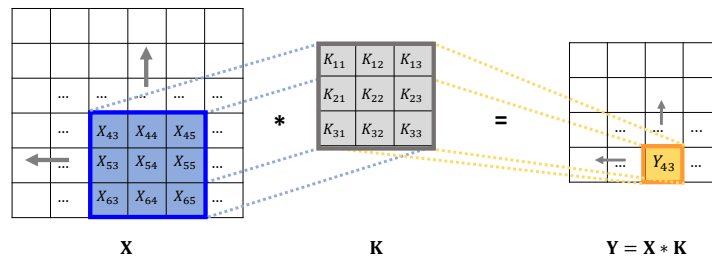 ... ... ... ... ...
... X₄₃ X₄₄ X₄₅ ...
... X₅₃ X₅₄ X₅₅ ...
... X₆₃ X₆₄ X₆₅ ...
X
*
K₁₁ K₁₂ K₁₃
K₂₁ K₂₂ K₂₃
K₃₁ K₃₂ K₃₃
K
=
... ... ...
... Y₄₃ ...
... ... ...
Y = X * K